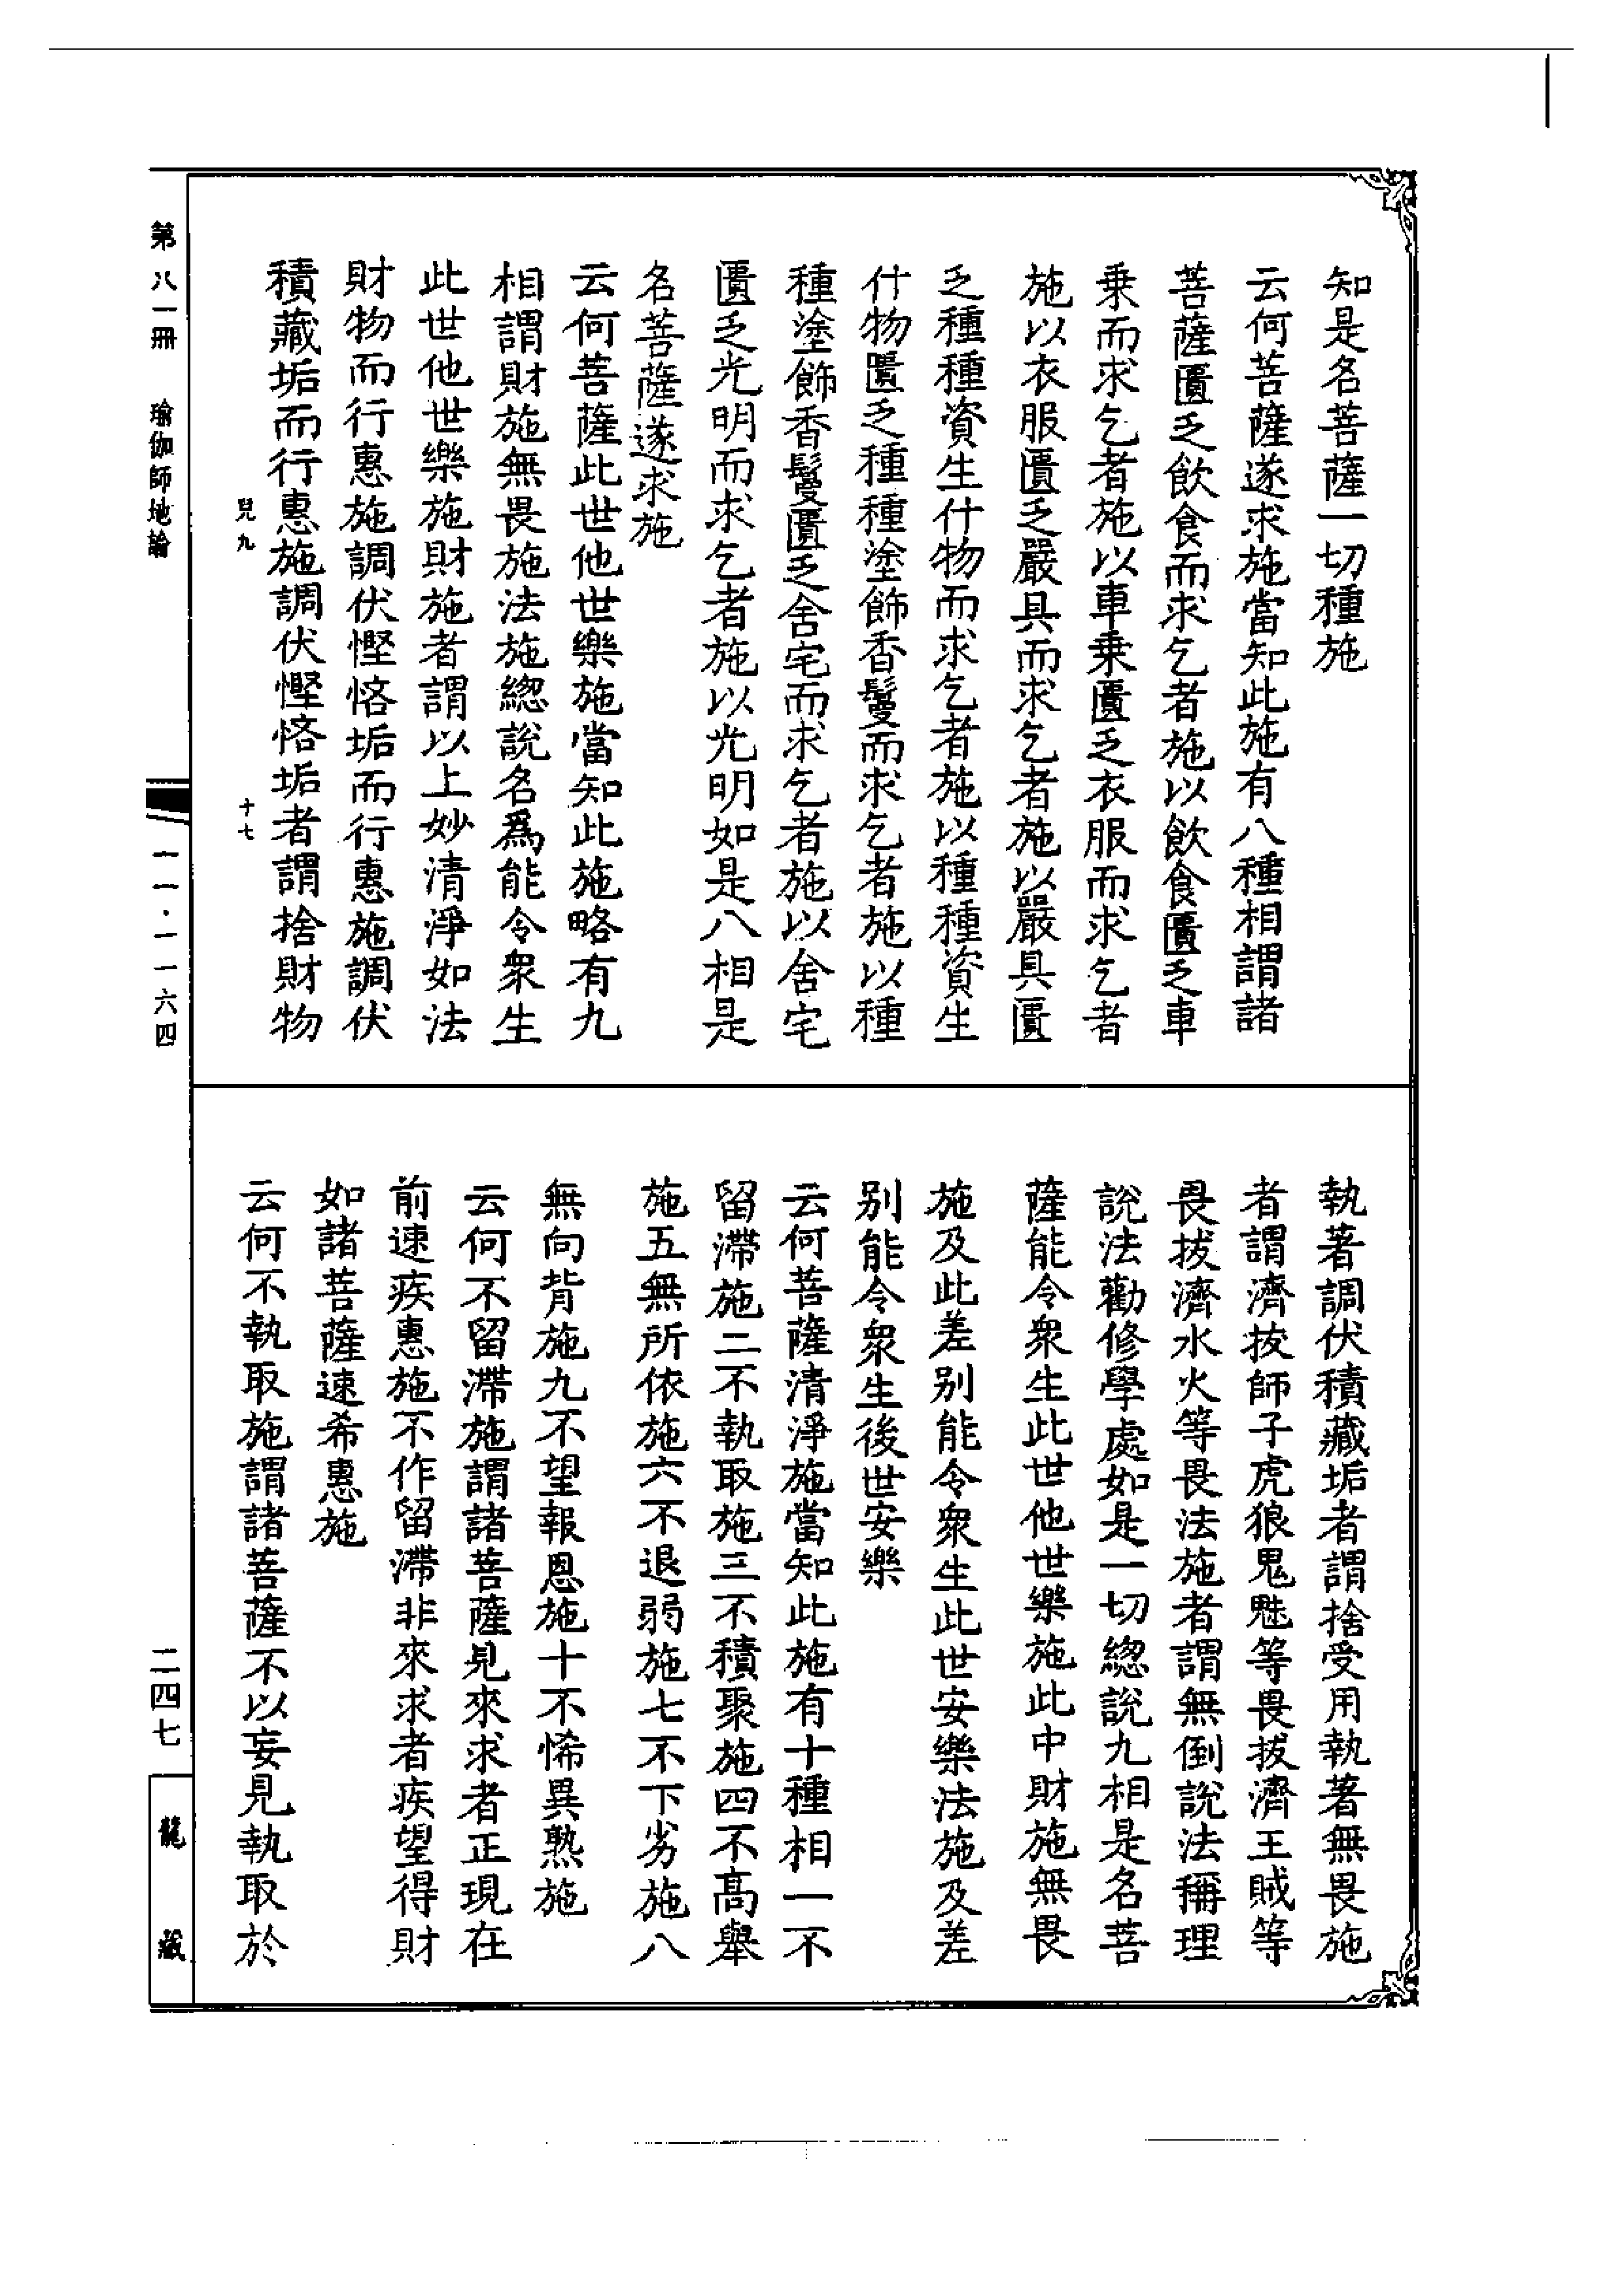 知是名菩薩一切種施
云何菩薩遂求施當知此施有八種相謂諸
菩薩匱乏飲食而求乞者施以飲食匱乏車
乗而求乞者施以車乗匱乏衣服而求乞者
施以衣服匱乏嚴具而求乞者施以嚴具匱
乏種種資生什物而求乞者施以種種資生
什物匱乏種種塗飾香鬘而求乞者施以種
種塗飾香鬘匱乏舍宅而求乞者施以舍宅
匱乏光明而求乞者施以光明如是八相是
名菩薩遂求施
云何菩薩此世他世樂施當知此施略有九
相謂財施無畏施法施緫說名爲能令衆生
此世他世樂施財施者謂以上妙清淨如法
財物而行惠施調伏慳悋垢而行惠施調伏
積藏垢而行惠施調伏慳悋垢者謂捨財物
兒九
十七
執著調伏積藏垢者謂捨受用執著無畏施
者謂濟拔師子虎狼鬼魅等畏拔濟王賊等
畏拔濟水火等畏法施者謂無倒說法稱理
說法勸修學處如是一切緫說九相是名菩
薩能令衆生此世他世樂施此中財施無畏
施及此差別能令衆生此世安樂法施及差
別能令衆生後世安樂
云何菩薩清淨施當知此施有十種相一不
留滯施二不執取施三不積聚施四不高舉
施五無所依施六不退弱施七不下劣施八
無向背施九不望報恩施十不悕異熟施
云何不留滯施謂諸菩薩見來求者正現在
前速疾惠施不作留滯非來求者疾望得財
如諸菩薩速希惠施
云何不執取施謂諸菩薩不以妄見執取於
第八一冊
瑜伽師地論
一一·一一六四
二四七
龍藏